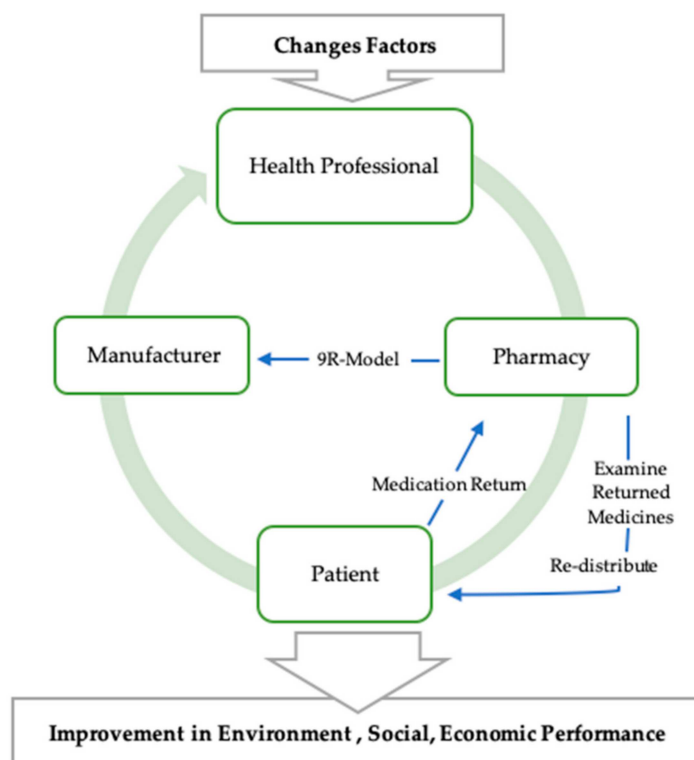 Changes Factors
Health Professional
Manufacturer
9R-Model
Pharmacy
Medication Return
Examine
Returned
Medicines
Re-distribute
Patient
Improvement in Environment , Social, Economic Performance